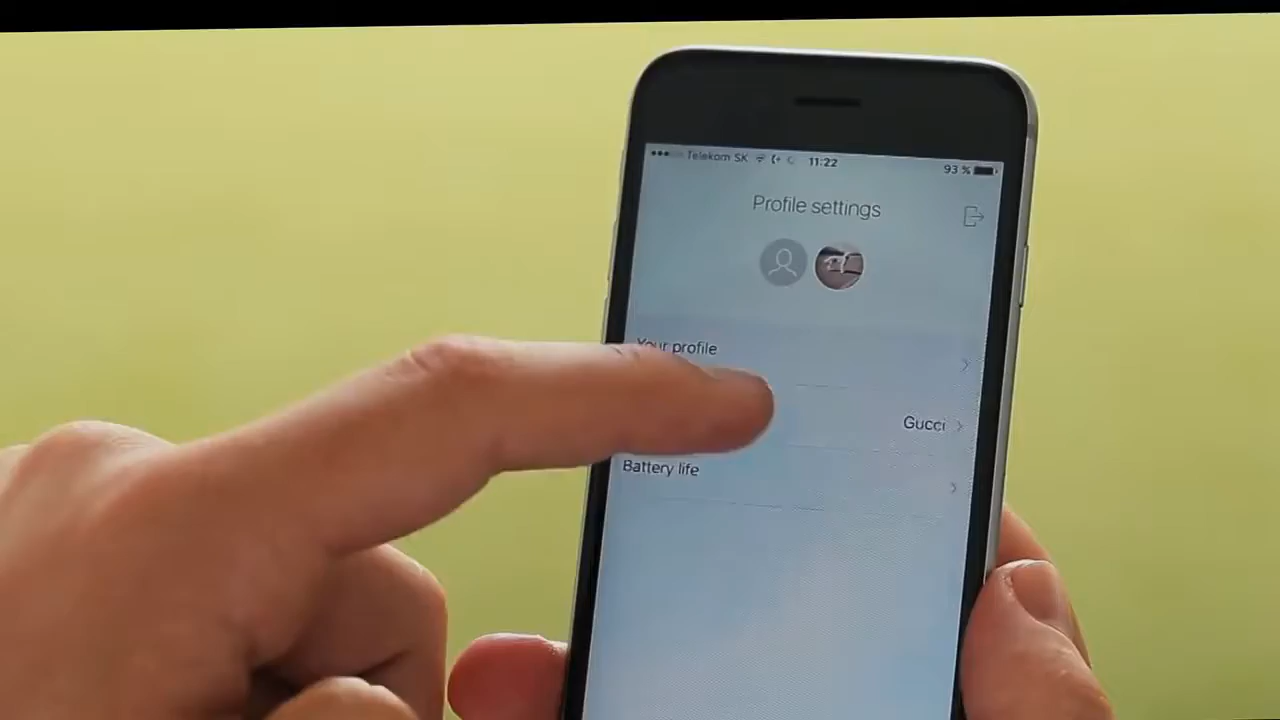 Telekom SK 11:22 93 %
Profile settings
Your profile
Gucci
Battery life